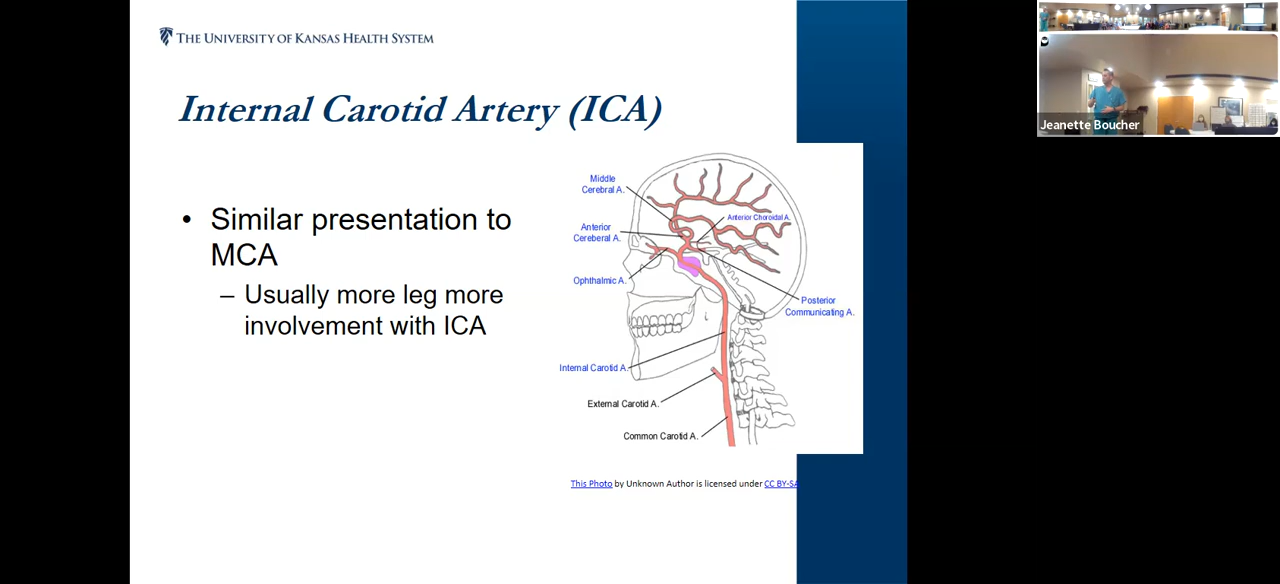 THE UNIVERSITY OF KANSAS HEALTH SYSTEM
Internal Carotid Artery (ICA)
• Similar presentation to
MCA
– Usually more leg more
involvement with ICA
Middle
Cerebral A.
Anterior Choroidal A.
Anterior
Cereberal A.
Ophthalmic A.
Posterior
Communicating A.
Internal Carotid A.
External Carotid A.
Common Carotid A.
This Photo by Unknown Author is licensed under CC BY-SA
Jeanette Boucher